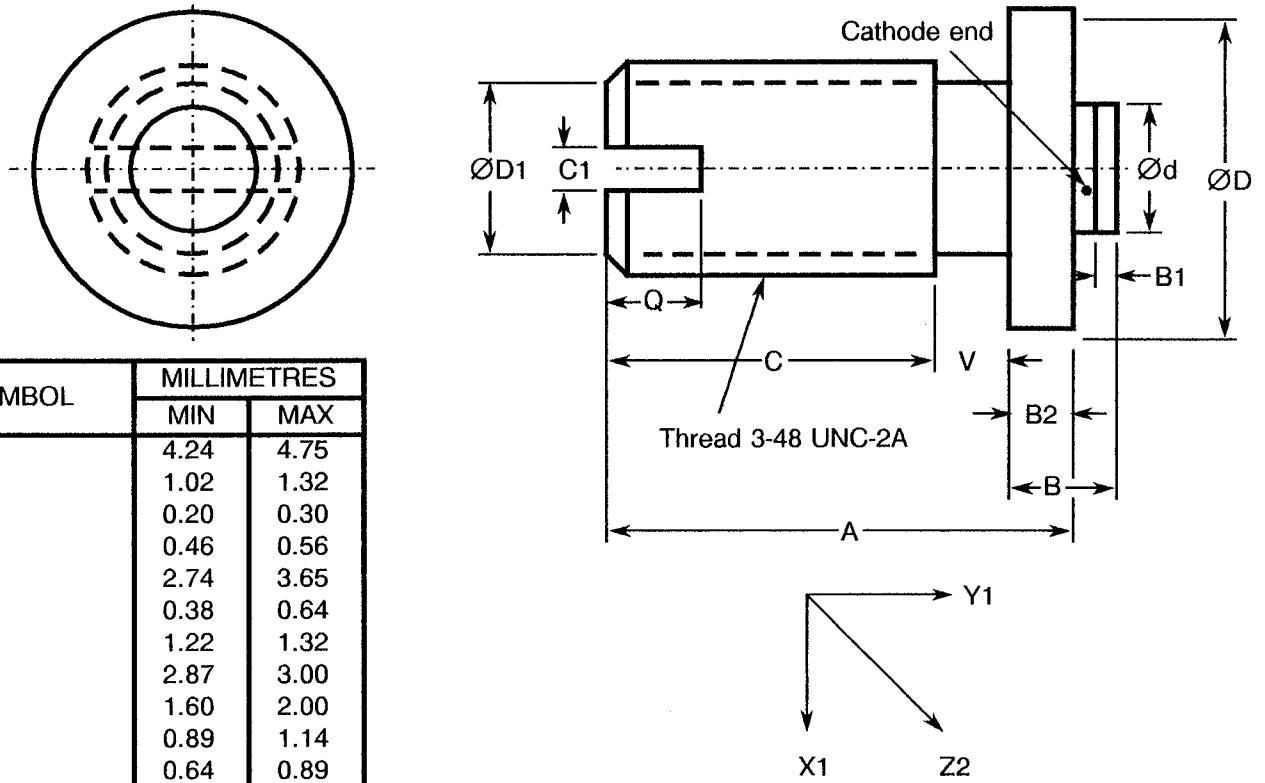 Cathode end
ØD1
C1
Ød
ØD
B1
Q
C
V
Thread 3-48 UNC-2A
B2
B
A
Y1
X1
Z2
MBOL
MILLIMETRES
MIN MAX
4.24 4.75
1.02 1.32
0.20 0.30
0.46 0.56
2.74 3.65
0.38 0.64
1.22 1.32
2.87 3.00
1.60 2.00
0.89 1.14
0.64 0.89